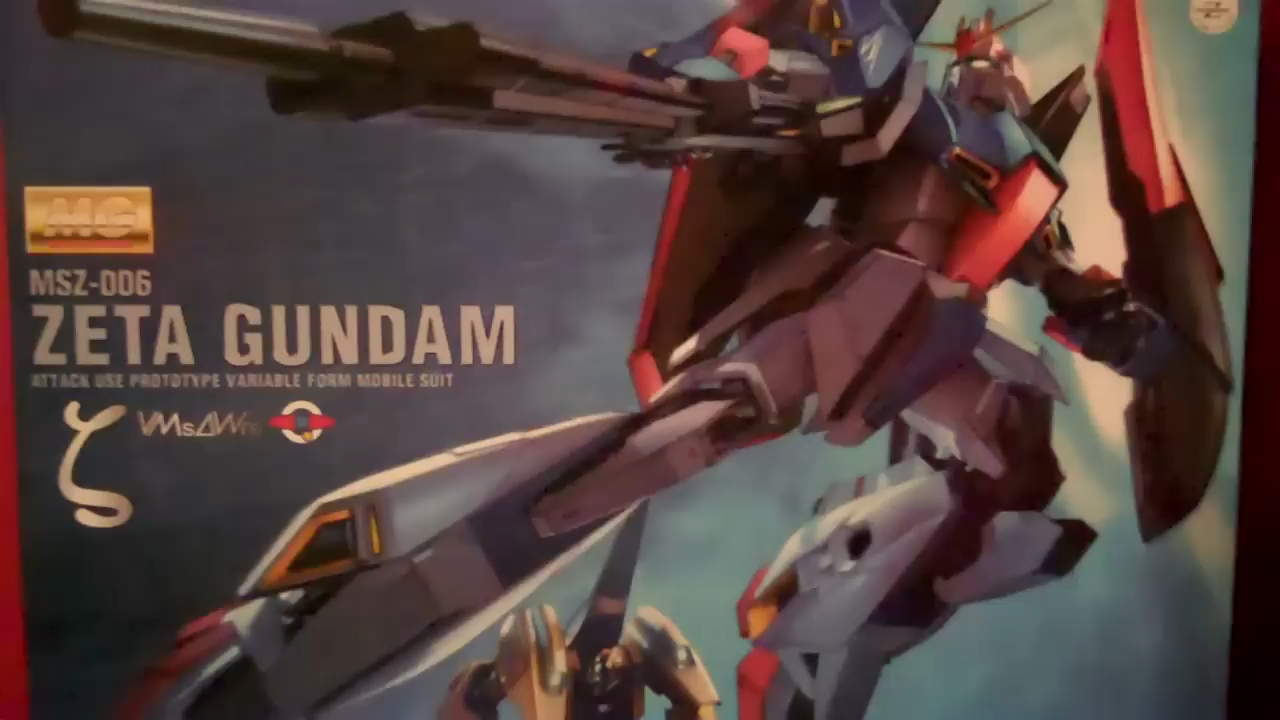 MG
MSZ-006
ZETA GUNDAM
ATTACK USE PROTOTYPE VARIABLE FORM MOBILE SUIT
ζ